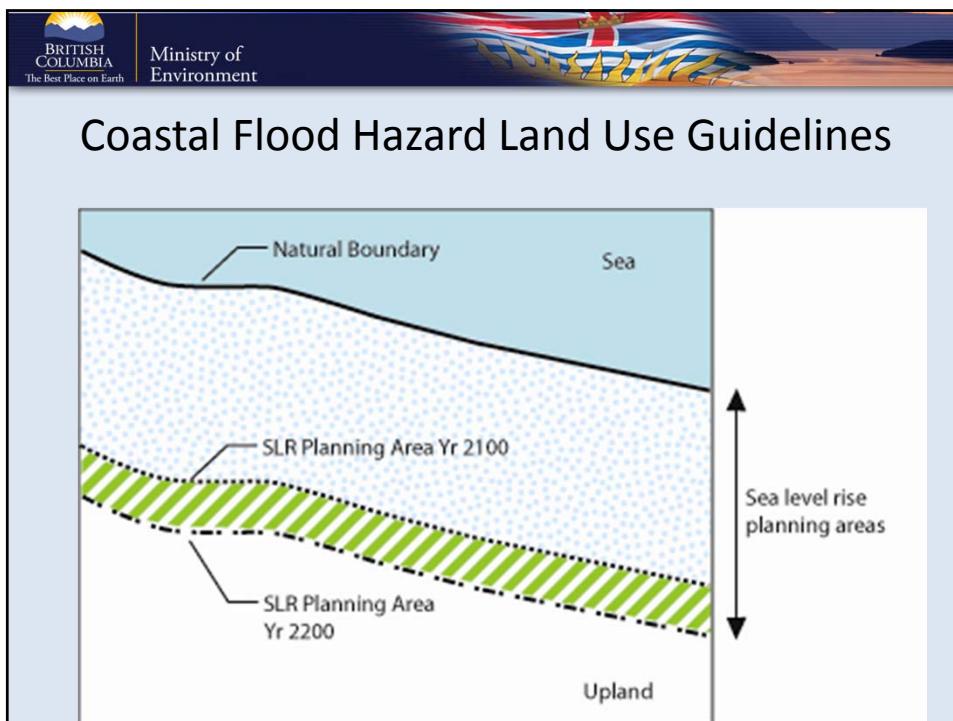 BRITISH
COLUMBIA
The Best Place on Earth
Ministry of
Environment
Coastal Flood Hazard Land Use Guidelines
Natural Boundary
Sea
SLR Planning Area Yr 2100
Sea level rise
planning areas
SLR Planning Area
Yr 2200
Upland